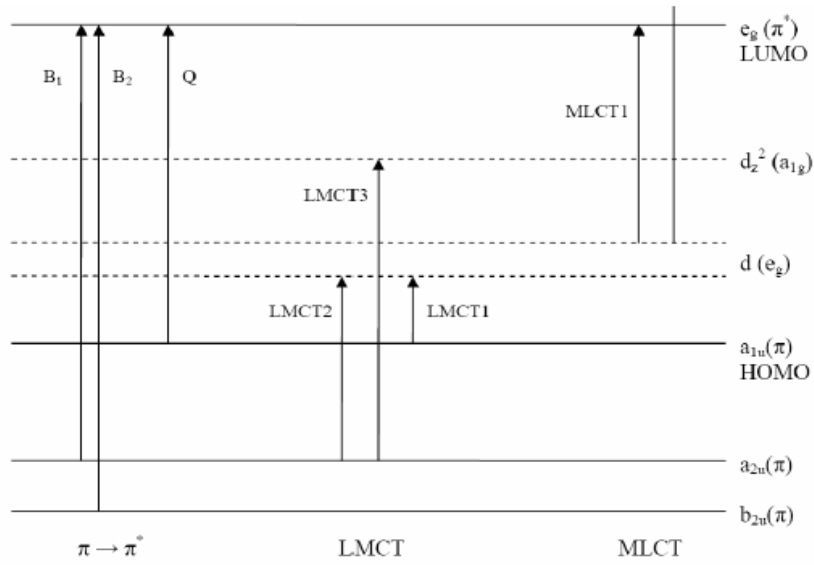 e_g (π*)
LUMO
B₁
B₂
Q
MLCT1
d_z² (a_1g)
LMCT3
d (e_g)
LMCT2
LMCT1
a_1u(π)
HOMO
a_2u(π)
b_2u(π)
π → π*
LMCT
MLCT